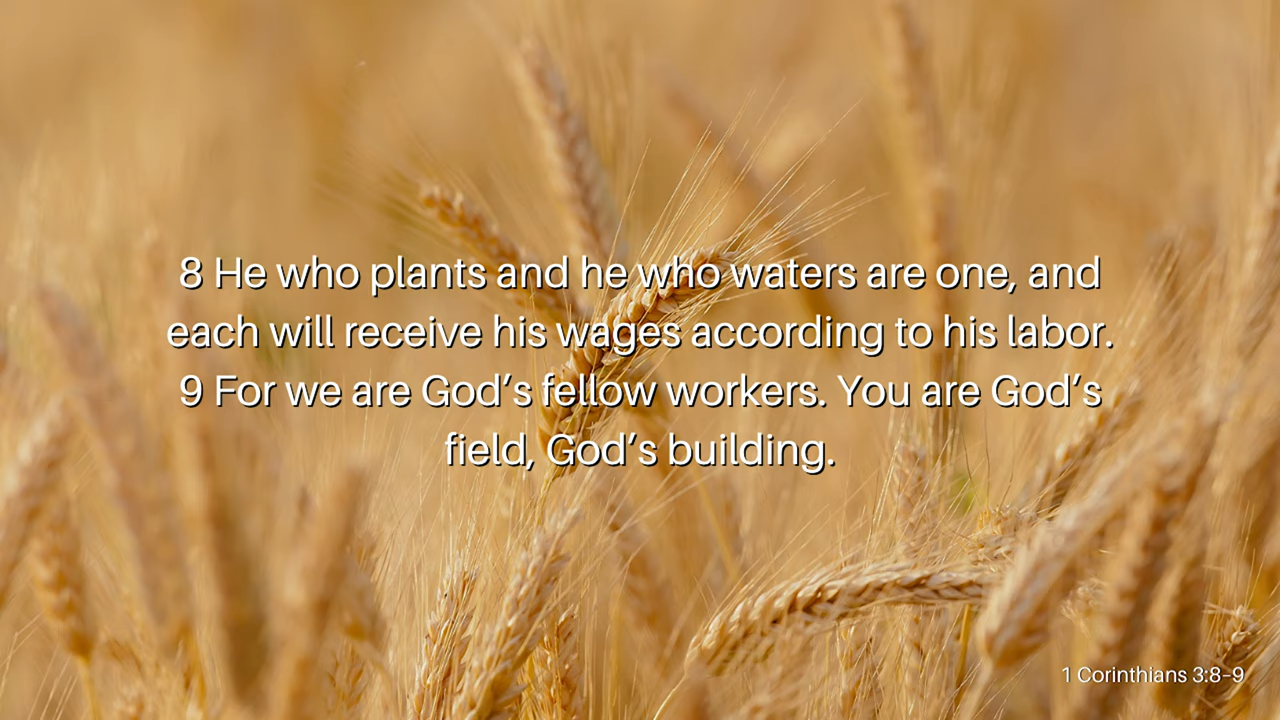 8 He who plants and he who waters are one, and
each will receive his wages according to his labor.
9 For we are God’s fellow workers. You are God’s
field, God’s building.
1 Corinthians 3:8–9